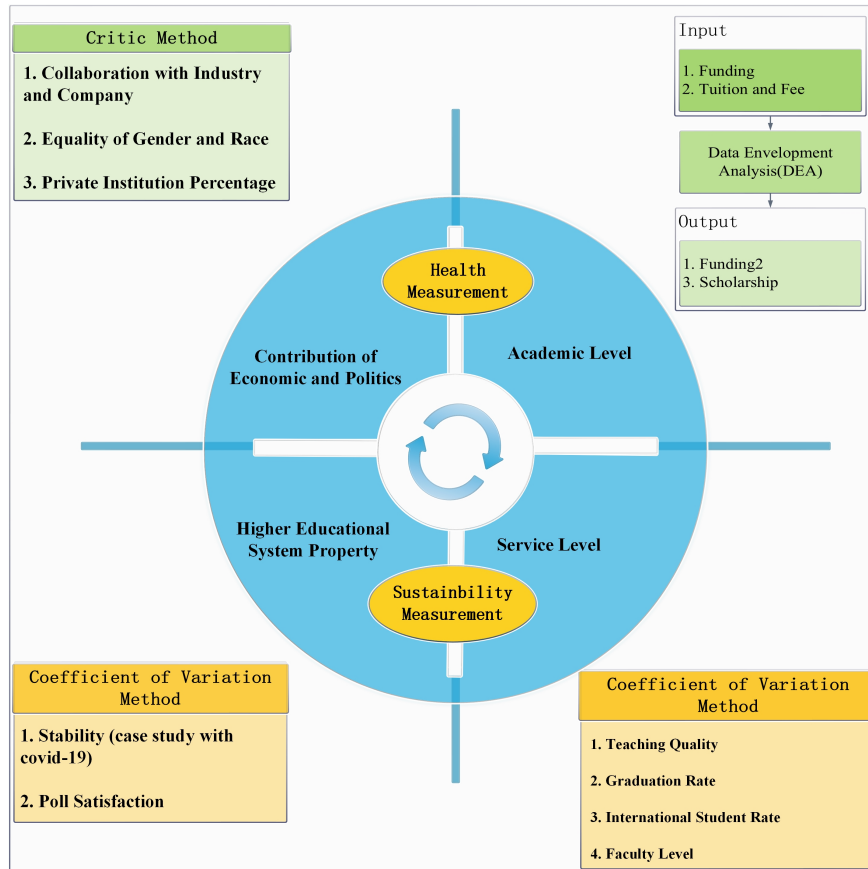 Critic Method
1. Collaboration with Industry
and Company
2. Equality of Gender and Race
3. Private Institution Percentage
Input
1. Funding
2. Tuition and Fee
Data Envelopment
Analysis(DEA)
Output
1. Funding2
3. Scholarship
Health
Measurement
Contribution of
Economic and Politics
Academic Level
Higher Educational
System Property
Service Level
Sustainbility
Measurement
Coefficient of Variation
Method
1. Stability (case study with
covid-19)
2. Poll Satisfaction
Coefficient of Variation
Method
1. Teaching Quality
2. Graduation Rate
3. International Student Rate
4. Faculty Level